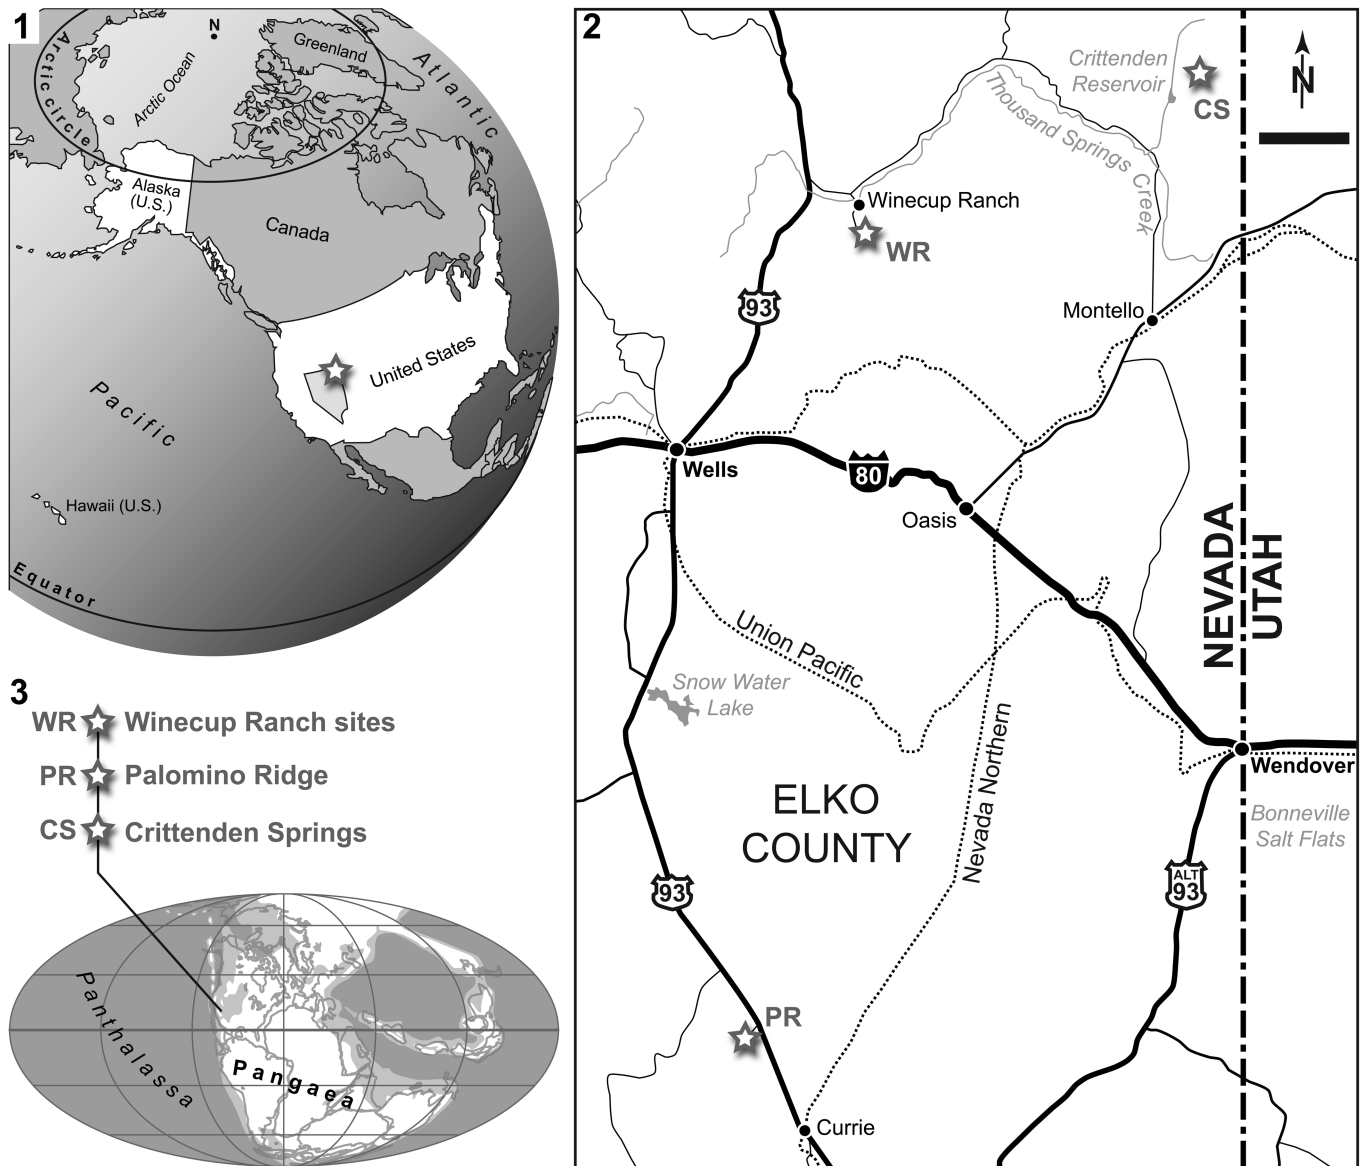 1
N
Greenland
Atlantic
Arctic Ocean
Arctic circle
Alaska
(U.S.)
Canada
United States
Pacific
Hawaii (U.S.)
Equator
2
Crittenden
Reservoir
CS
N
Thousand Springs Creek
Winecup Ranch
WR
93
Montello
Wells
80
Oasis
NEVADA
UTAH
Union Pacific
Snow Water
Lake
Nevada Northern
ELKO
COUNTY
Wendover
Bonneville
Salt Flats
93
ALT
93
PR
Currie
3
WR Winecup Ranch sites
PR Palomino Ridge
CS Crittenden Springs
Panthalassa
Pangaea